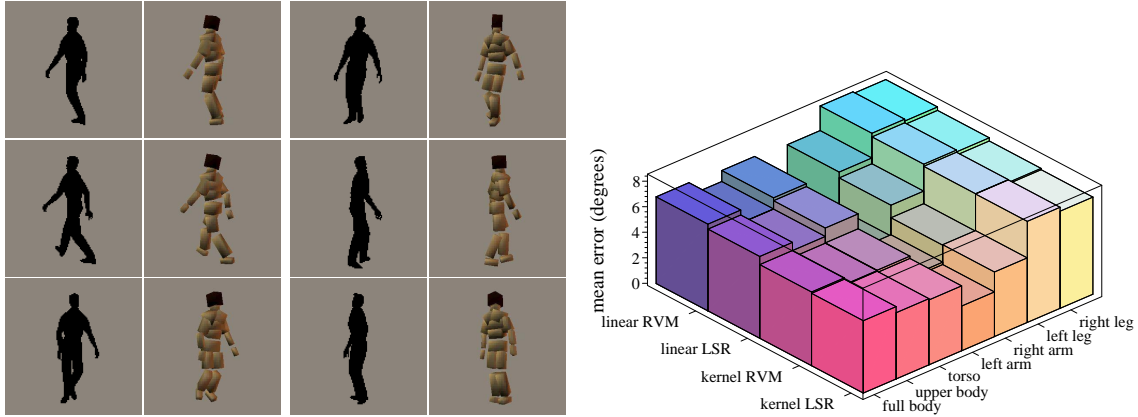 mean error (degrees)
8
6
4
2
0
linear RVM
linear LSR
kernel RVM
kernel LSR
full body
upper body
torso
left arm
right arm
left leg
right leg